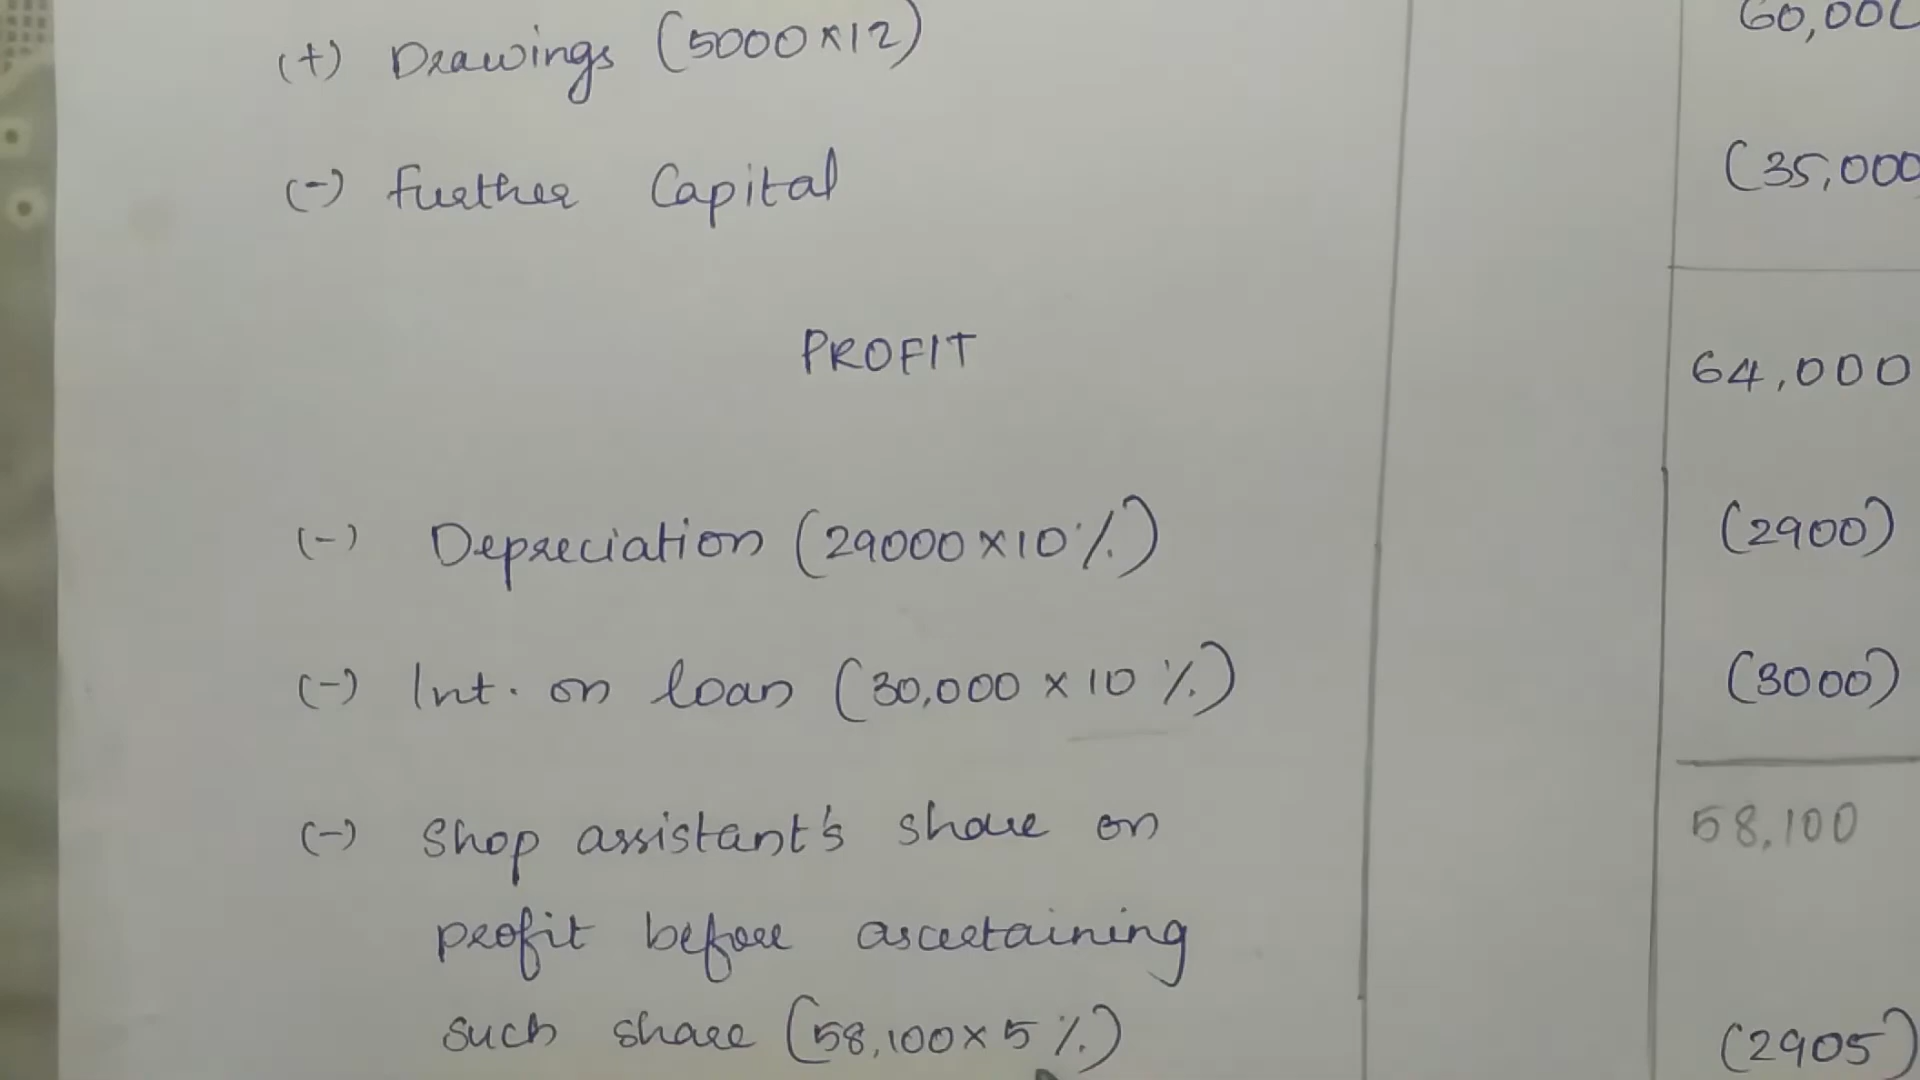 (+) Drawings (5000×12) 60,000
(-) further Capital (35,000
PROFIT 64,000
(-) Depreciation (29000×10%) (2900)
(-) Int. on loan (30,000 × 10 %) (3000)
(-) Shop assistant's share on 58,100
profit before ascertaining
such share (58,100×5%) (2905)